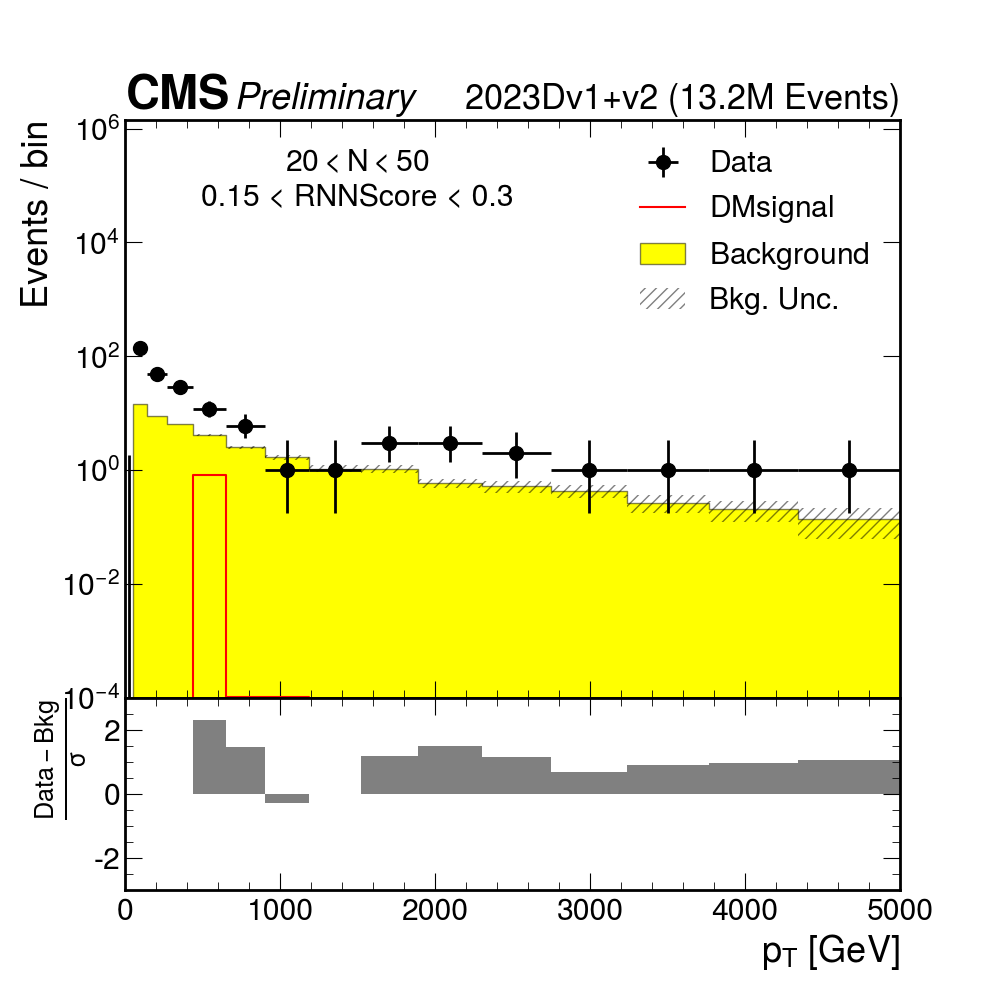 CMS Preliminary 2023Dv1+v2 (13.2M Events)
Events / bin
20 < N < 50
0.15 < RNNScore < 0.3
Data
DMsignal
Background
Bkg. Unc.
10⁶
10⁴
10²
10⁰
10⁻²
10⁻⁴
Data – Bkg
σ
2
0
-2
0 1000 2000 3000 4000 5000
p_T [GeV]